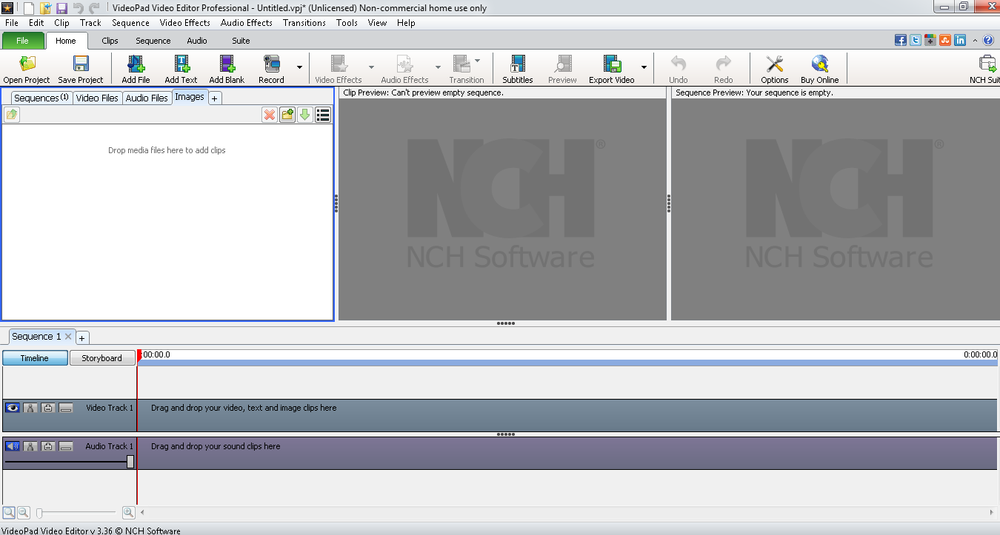 VideoPad Video Editor Professional - Untitled.vpj* (Unlicensed) Non-commercial home use only
File Edit Clip Track Sequence Video Effects Audio Effects Transitions Tools View Help
File Home Clips Sequence Audio Suite
Open Project Save Project Add File Add Text Add Blank Record Video Effects Audio Effects Transition Subtitles Preview Export Video Undo Redo Options Buy Online NCH Suit
Sequences (1) Video Files Audio Files Images +
Clip Preview: Can't preview empty sequence.
Sequence Preview: Your sequence is empty.
Drop media files here to add clips
NCH®
NCH Software
NCH®
NCH Software
Sequence 1 +
Timeline Storyboard :00:00.0 0:00:00.0
Video Track 1 Drag and drop your video, text and image clips here
Audio Track 1 Drag and drop your sound clips here
VideoPad Video Editor v 3.36 © NCH Software